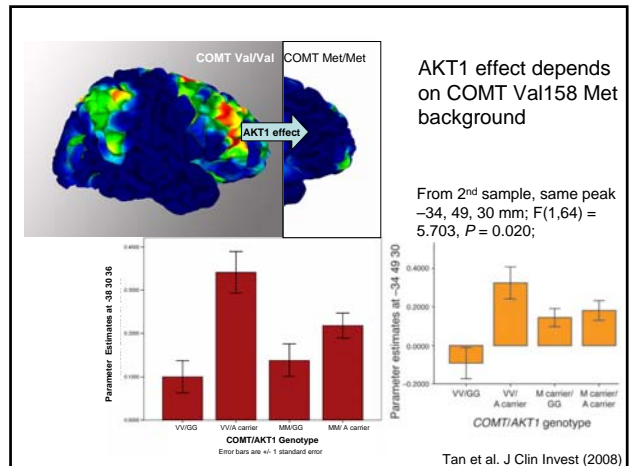 COMT Val/Val
COMT Met/Met
AKT1 effect
AKT1 effect depends
on COMT Val158 Met
background
From 2nd sample, same peak
–34, 49, 30 mm; F(1,64) =
5.703, P = 0.020;
Parameter Estimates at -38 30 36
0.1000
0.0000
VV/GG
VV/A carrier
MM/GG
MM/ A carrier
COMT/AKT1 Genotype
Error bars are +/- 1 standard error
Parameter estimates at –34 49 30
0.4000
0.2000
0.0000
-0.2000
VV/GG
VV/
A carrier
M carrier/
GG
M carrier/
A carrier
COMT/AKT1 genotype
Tan et al. J Clin Invest (2008)